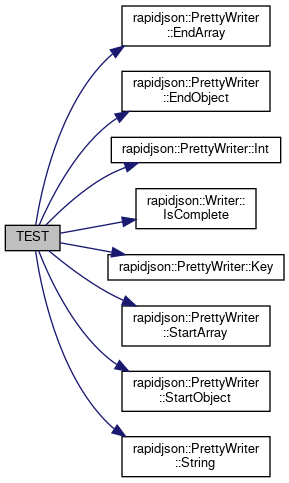 rapidjson::PrettyWriter
::EndArray
rapidjson::PrettyWriter
::EndObject
rapidjson::PrettyWriter::Int
rapidjson::Writer::
IsComplete
TEST
rapidjson::PrettyWriter::Key
rapidjson::PrettyWriter
::StartArray
rapidjson::PrettyWriter
::StartObject
rapidjson::PrettyWriter
::String